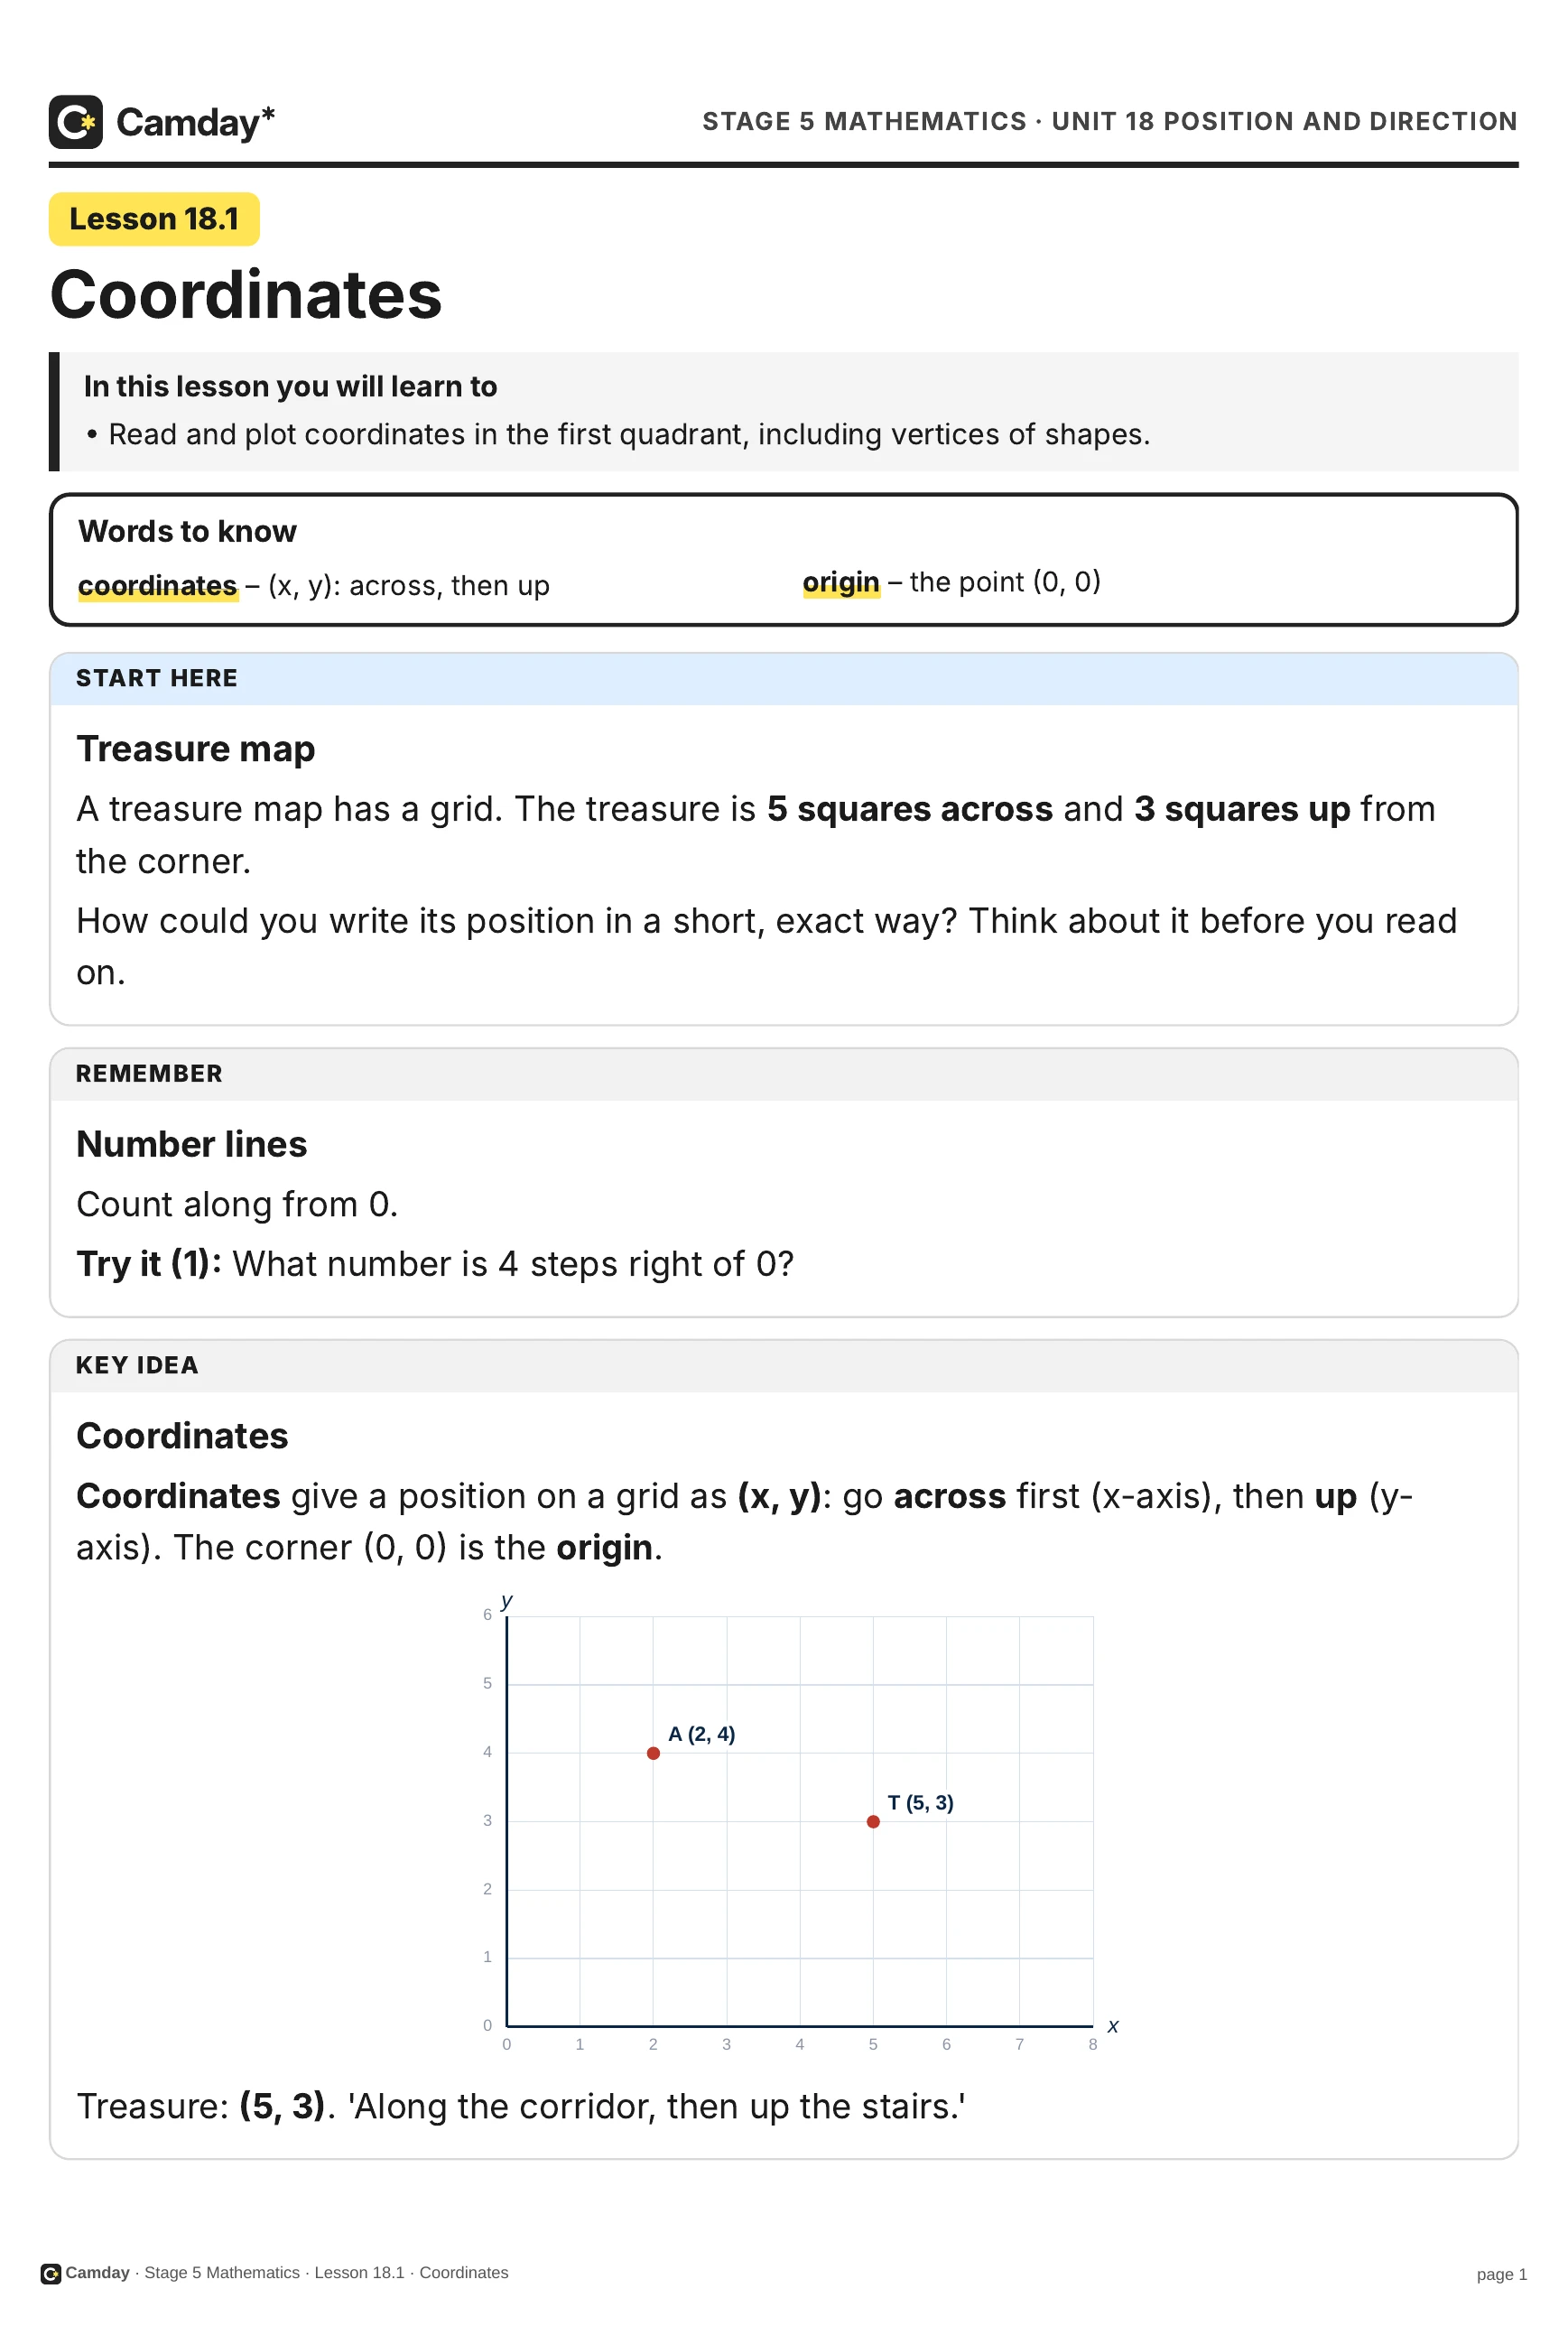 Camday*
STAGE 5 MATHEMATICS · UNIT 18 POSITION AND DIRECTION
Lesson 18.1
Coordinates
In this lesson you will learn to
• Read and plot coordinates in the first quadrant, including vertices of shapes.
Words to know
coordinates – (x, y): across, then up
origin – the point (0, 0)
START HERE
Treasure map
A treasure map has a grid. The treasure is 5 squares across and 3 squares up from
the corner.
How could you write its position in a short, exact way? Think about it before you read
on.
REMEMBER
Number lines
Count along from 0.
Try it (1): What number is 4 steps right of 0?
KEY IDEA
Coordinates
Coordinates give a position on a grid as (x, y): go across first (x-axis), then up (y-
axis). The corner (0, 0) is the origin.
y
6
5
A (2, 4)
4
T (5, 3)
3
2
1
0
x
0 1 2 3 4 5 6 7 8
Treasure: (5, 3). 'Along the corridor, then up the stairs.'
Camday · Stage 5 Mathematics · Lesson 18.1 · Coordinates
page 1